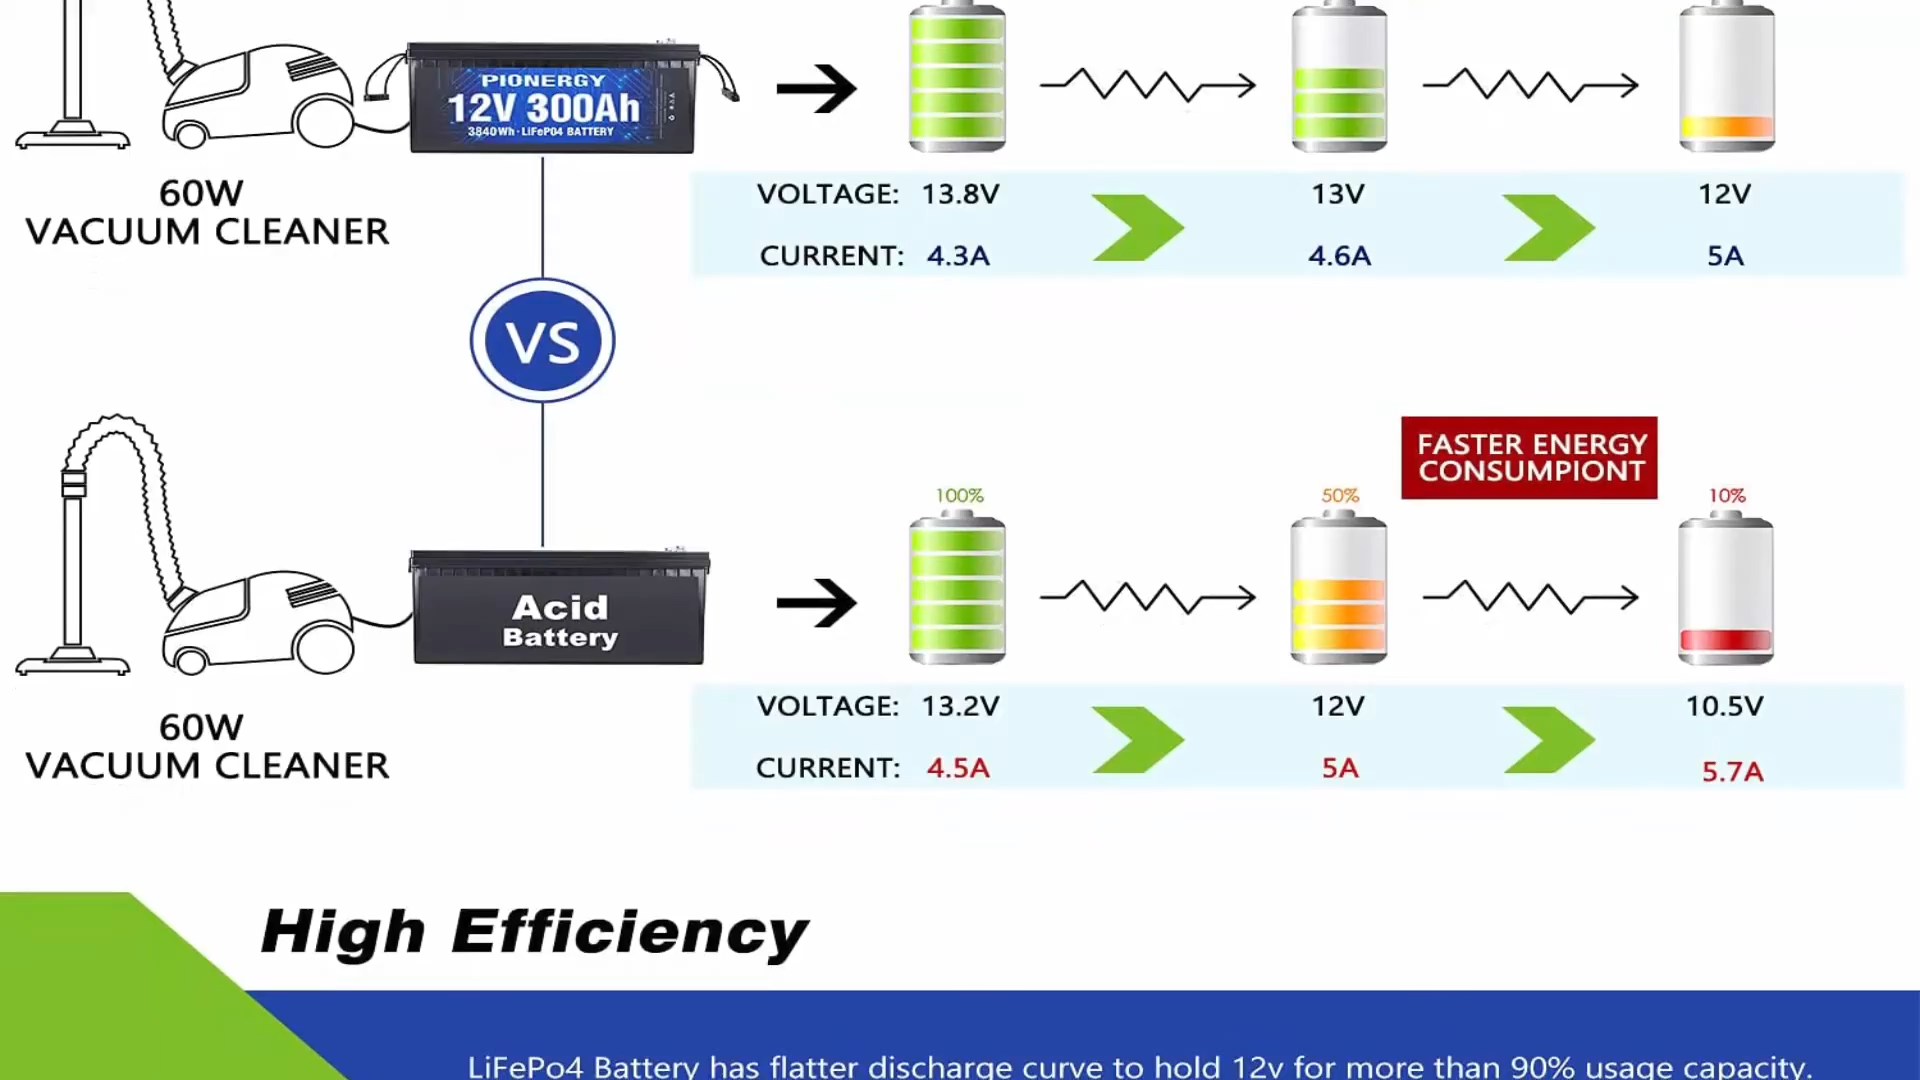 PIONERGY
12V 300Ah
3840Wh·LiFePO4 BATTERY
60W
VACUUM CLEANER
VOLTAGE: 13.8V 13V 12V
CURRENT: 4.3A 4.6A 5A
VS
FASTER ENERGY
CONSUMPIONT
100% 50% 10%
Acid
Battery
60W
VACUUM CLEANER
VOLTAGE: 13.2V 12V 10.5V
CURRENT: 4.5A 5A 5.7A
High Efficiency
LiFePo4 Battery has flatter discharge curve to hold 12v for more than 90% usage capacity.